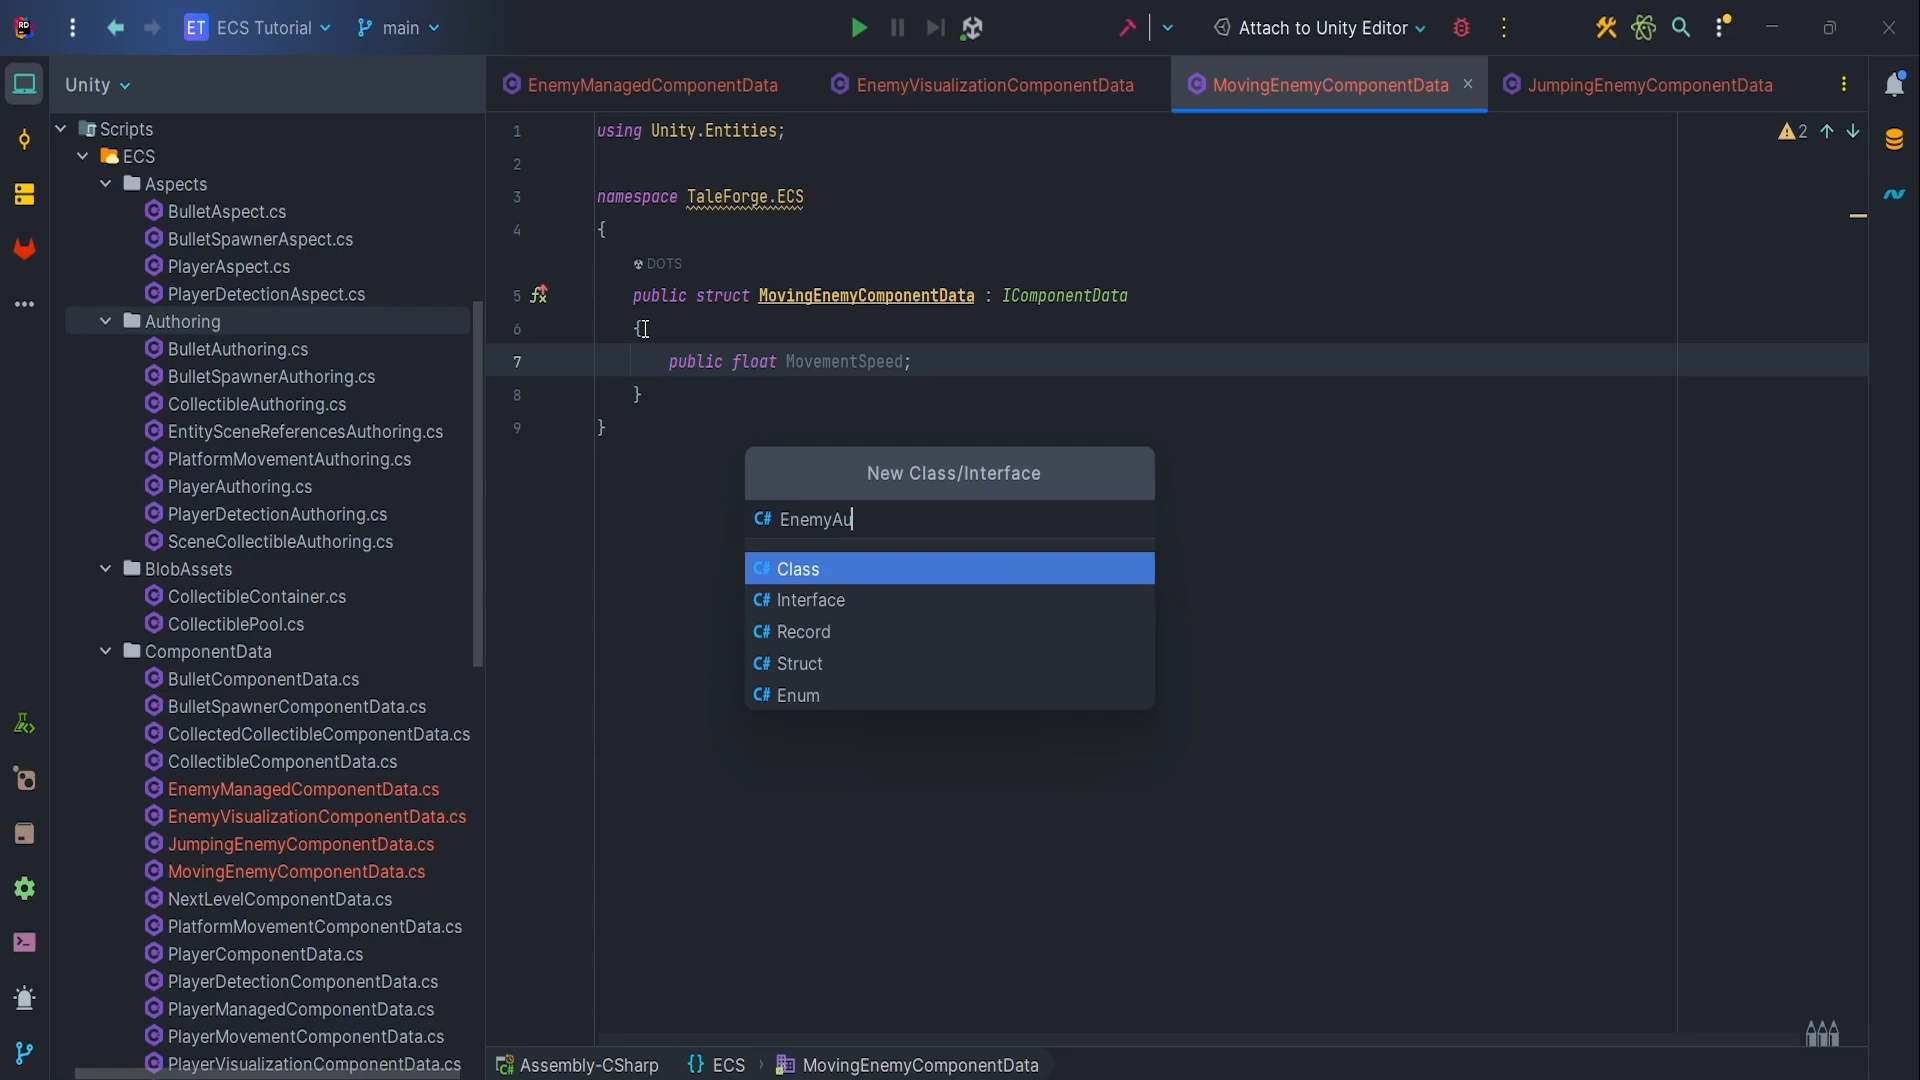 RD
ET ECS Tutorial main
Attach to Unity Editor
Unity
EnemyManagedComponentData
EnemyVisualizationComponentData
MovingEnemyComponentData
JumpingEnemyComponentData
Scripts
ECS
Aspects
BulletAspect.cs
BulletSpawnerAspect.cs
PlayerAspect.cs
PlayerDetectionAspect.cs
Authoring
BulletAuthoring.cs
BulletSpawnerAuthoring.cs
CollectibleAuthoring.cs
EntitySceneReferencesAuthoring.cs
PlatformMovementAuthoring.cs
PlayerAuthoring.cs
PlayerDetectionAuthoring.cs
SceneCollectibleAuthoring.cs
BlobAssets
CollectibleContainer.cs
CollectiblePool.cs
ComponentData
BulletComponentData.cs
BulletSpawnerComponentData.cs
CollectedCollectibleComponentData.cs
CollectibleComponentData.cs
EnemyManagedComponentData.cs
EnemyVisualizationComponentData.cs
JumpingEnemyComponentData.cs
MovingEnemyComponentData.cs
NextLevelComponentData.cs
PlatformMovementComponentData.cs
PlayerComponentData.cs
PlayerDetectionComponentData.cs
PlayerManagedComponentData.cs
PlayerMovementComponentData.cs
PlayerVisualizationComponentData.cs
1 using Unity.Entities;
2
3 namespace TaleForge.ECS
4 {
DOTS
5 public struct MovingEnemyComponentData : IComponentData
6 {
7 public float MovementSpeed;
8 }
9 }
2
New Class/Interface
C# EnemyAu
C# Class
C# Interface
C# Record
C# Struct
C# Enum
Assembly-CSharp {} ECS › MovingEnemyComponentData